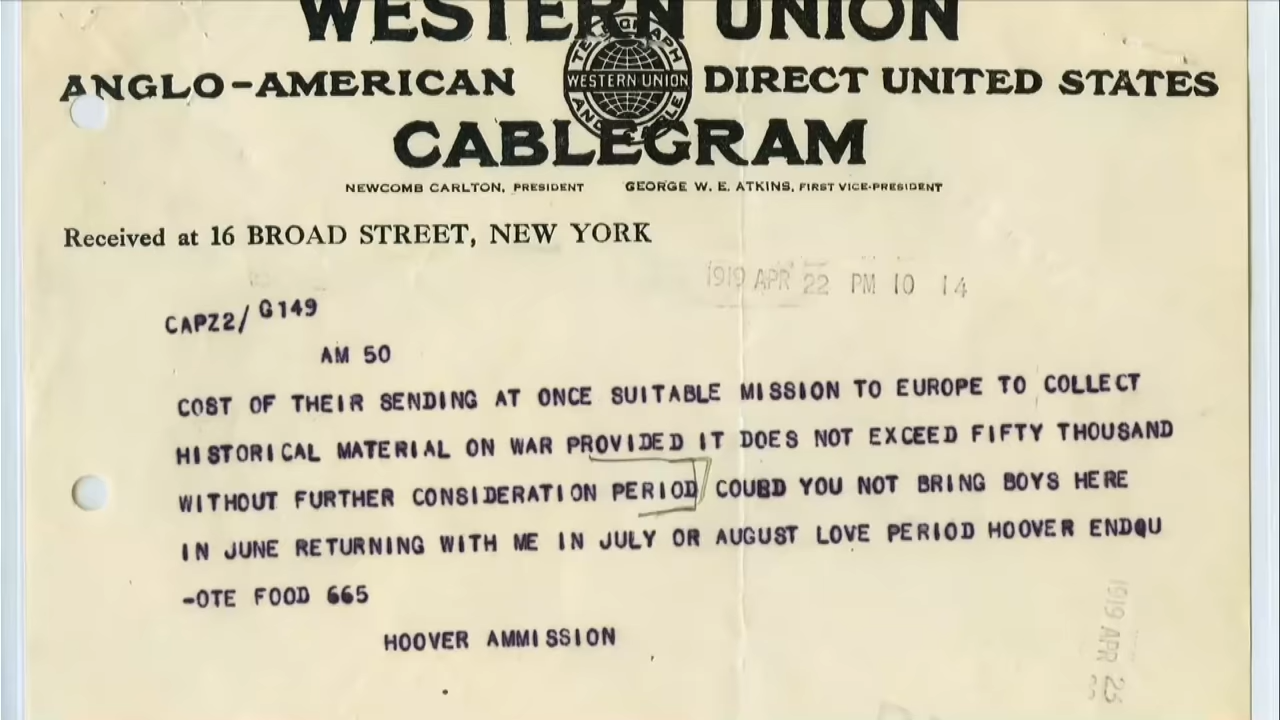 WESTERN UNION
TELEGRAPH
ANGLO-AMERICAN WESTERN UNION DIRECT UNITED STATES
AND CABLE
CABLEGRAM
NEWCOMB CARLTON, PRESIDENT GEORGE W. E. ATKINS, FIRST VICE-PRESIDENT
Received at 16 BROAD STREET, NEW YORK
1919 APR 22 PM 10 14
CAPZ2/ G149
AM 50
COST OF THEIR SENDING AT ONCE SUITABLE MISSION TO EUROPE TO COLLECT
HISTORICAL MATERIAL ON WAR PROVIDED IT DOES NOT EXCEED FIFTY THOUSAND
WITHOUT FURTHER CONSIDERATION PERIOD COUBD YOU NOT BRING BOYS HERE
IN JUNE RETURNING WITH ME IN JULY OR AUGUST LOVE PERIOD HOOVER ENDQU
-OTE FOOD 665
HOOVER AMMISSION
1919 APR